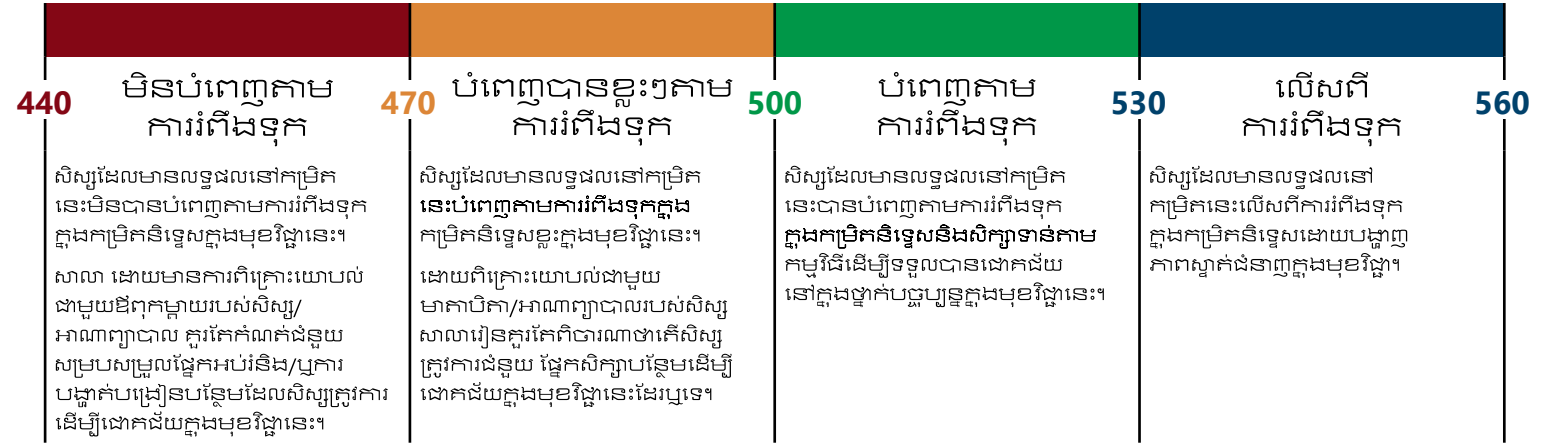 440
មិនបំពេញតាម
ការរំពឹងទុក
សិស្សដែលមានលទ្ធផលនៅកម្រិត
នេះមិនបានបំពេញតាមការរំពឹងទុក
ក្នុងកម្រិតនិទ្ទេសក្នុងមុខវិជ្ជានេះ។
សាលា ដោយមានការពិគ្រោះយោបល់
ជាមួយឪពុកម្តាយរបស់សិស្ស/
អាណាព្យាបាល គួរតែកំណត់ជំនួយ
សម្របសម្រួលផ្នែកអប់រំនិង/ឬការ
បង្ហាត់បង្រៀនបន្ថែមដែលសិស្សត្រូវការ
ដើម្បីជោគជ័យក្នុងមុខវិជ្ជានេះ។
470
បំពេញបានខ្លះៗតាម
ការរំពឹងទុក
សិស្សដែលមានលទ្ធផលនៅកម្រិត
នេះបំពេញតាមការរំពឹងទុកក្នុង
កម្រិតនិទ្ទេសខ្លះក្នុងមុខវិជ្ជានេះ។
ដោយពិគ្រោះយោបល់ជាមួយ
មាតាបិតា/អាណាព្យាបាលរបស់សិស្ស
សាលារៀនគួរតែពិចារណាថាតើសិស្ស
ត្រូវការជំនួយ ផ្នែកសិក្សាបន្ថែមដើម្បី
ជោគជ័យក្នុងមុខវិជ្ជានេះដែរឬទេ។
500
បំពេញតាម
ការរំពឹងទុក
សិស្សដែលមានលទ្ធផលនៅកម្រិត
នេះបានបំពេញតាមការរំពឹងទុក
ក្នុងកម្រិតនិទ្ទេសនិងសិក្សាទាន់តាម
កម្មវិធីដើម្បីទទួលបានជោគជ័យ
នៅក្នុងថ្នាក់បច្ចុប្បន្នក្នុងមុខវិជ្ជានេះ។
530
លើសពី
ការរំពឹងទុក
សិស្សដែលមានលទ្ធផលនៅ
កម្រិតនេះលើសពីការរំពឹងទុក
ក្នុងកម្រិតនិទ្ទេសដោយបង្ហាញ
ភាពស្ទាត់ជំនាញក្នុងមុខវិជ្ជា។
560